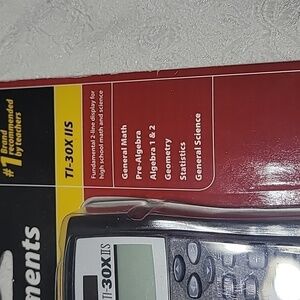 #1 Brand
recommended
by teachers
TI-30X IIS
Fundamental 2-line display for
high school math and science
General Math
Pre-Algebra
Algebra 1 & 2
Geometry
Statistics
General Science
ments
TI-30X IIS